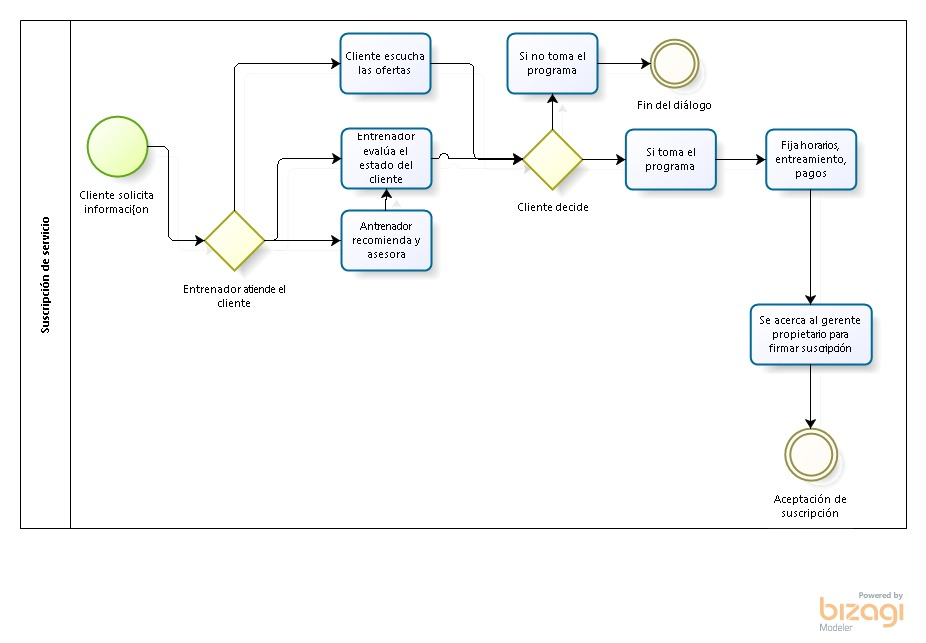 Suscripción de servicio
Cliente solicita
informaci{on
Entrenador atiende el
cliente
Cliente escucha
las ofertas
Entrenador
evalúa el
estado del
cliente
Antrenador
recomienda y
asesora
Cliente decide
Si no toma el
programa
Fin del diálogo
Si toma el
programa
Fija horarios,
entreamiento,
pagos
Se acerca al gerente
propietario para
firmar suscripción
Aceptación de
suscripción
Powered by
bizagi
Modeler